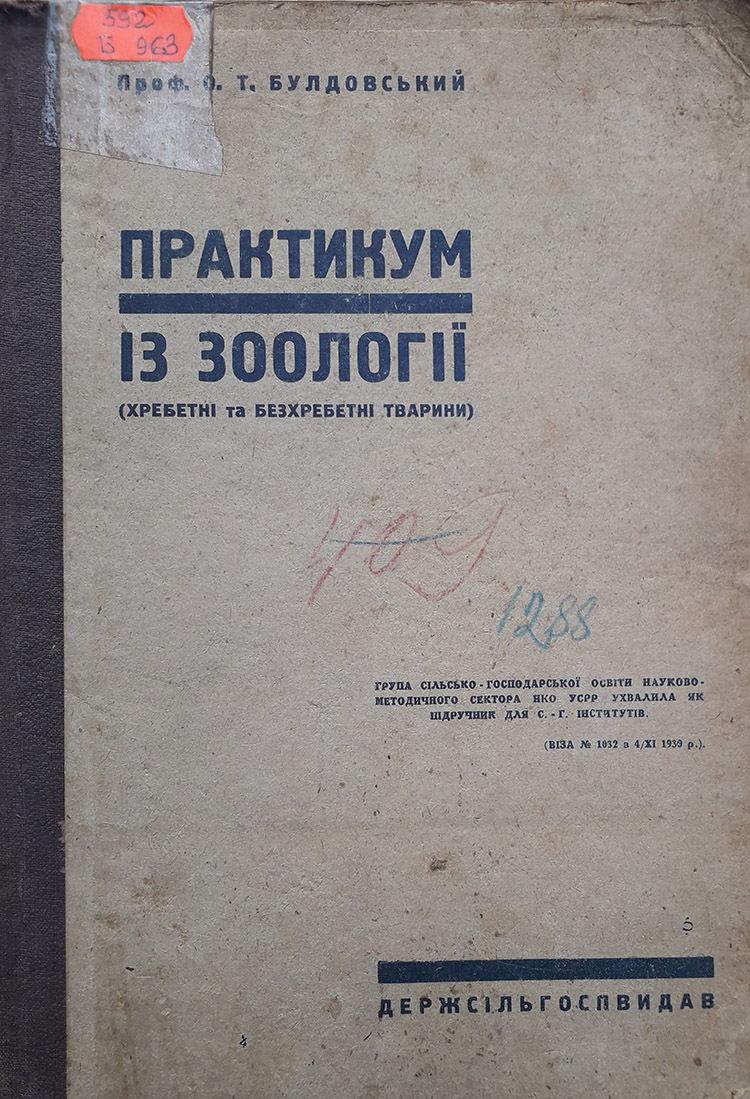 592
Б 963
Проф. О. Т. БУЛДОВСЬКИЙ
ПРАКТИКУМ
ІЗ ЗООЛОГІЇ
(ХРЕБЕТНІ та БЕЗХРЕБЕТНІ ТВАРИНИ)
409
1288
ГРУПА СІЛЬСЬКО-ГОСПОДАРСЬКОЇ ОСВІТИ НАУКОВО-
МЕТОДИЧНОГО СЕКТОРА НКО УСРР УХВАЛИЛА ЯК
ПІДРУЧНИК ДЛЯ С.-Г. ІНСТИТУТІВ.
(ВІЗА № 1032 з 4/XI 1930 р.).
ДЕРЖСІЛЬГОСПВИДАВ